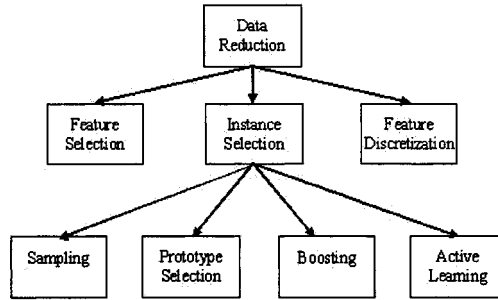 Data
Reduction
Feature
Selection
Instance
Selection
Feature
Discretization
Sampling
Prototype
Selection
Boosting
Active
Learning